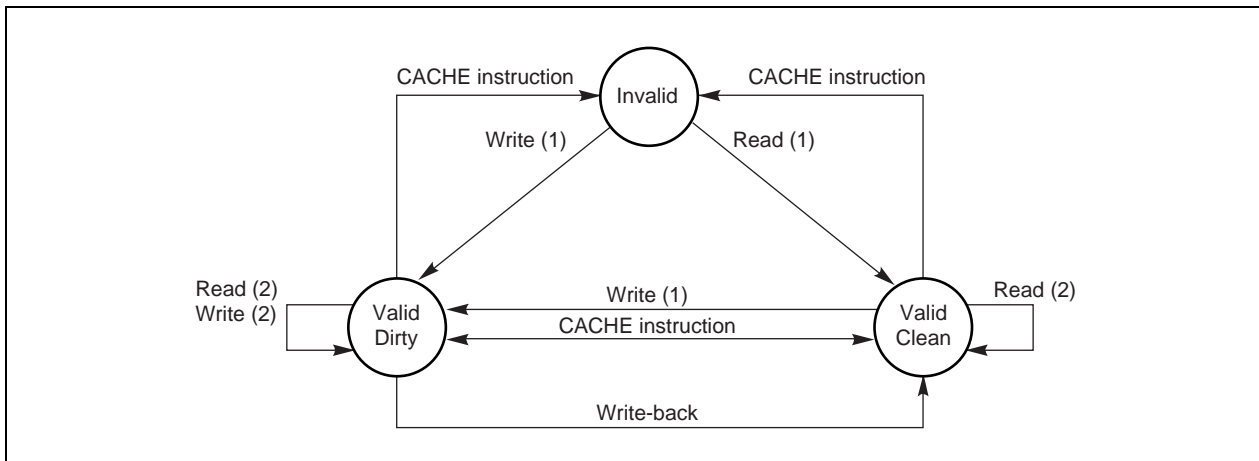 CACHE instruction
Invalid
CACHE instruction
Write (1)
Read (1)
Read (2)
Write (2)
Valid
Dirty
Write (1)
CACHE instruction
Valid
Clean
Read (2)
Write-back